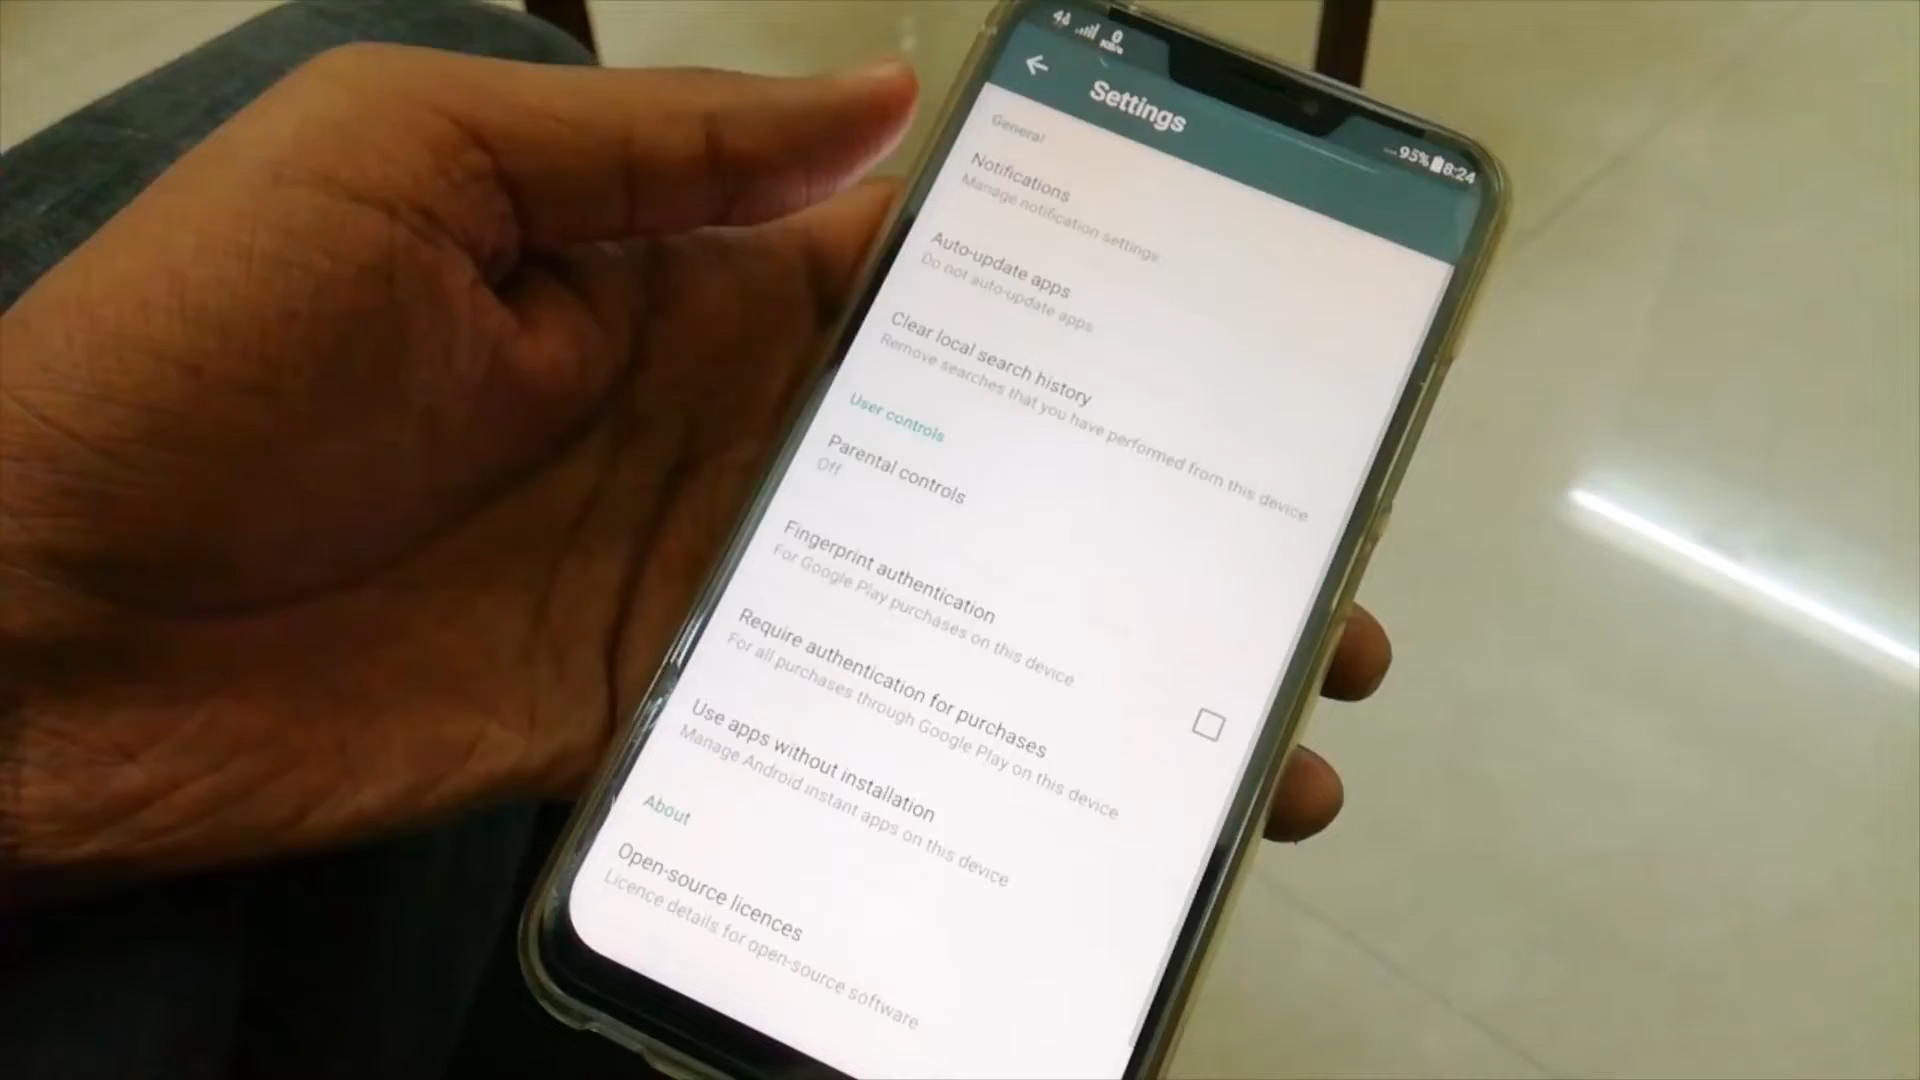 0
KB/s
95% 8:24
Settings
General
Notifications
Manage notification settings
Auto-update apps
Do not auto-update apps
Clear local search history
Remove searches that you have performed from this device
User controls
Parental controls
Off
Fingerprint authentication
For Google Play purchases on this device
Require authentication for purchases
For all purchases through Google Play on this device
Use apps without installation
Manage Android instant apps on this device
About
Open-source licences
Licence details for open-source software